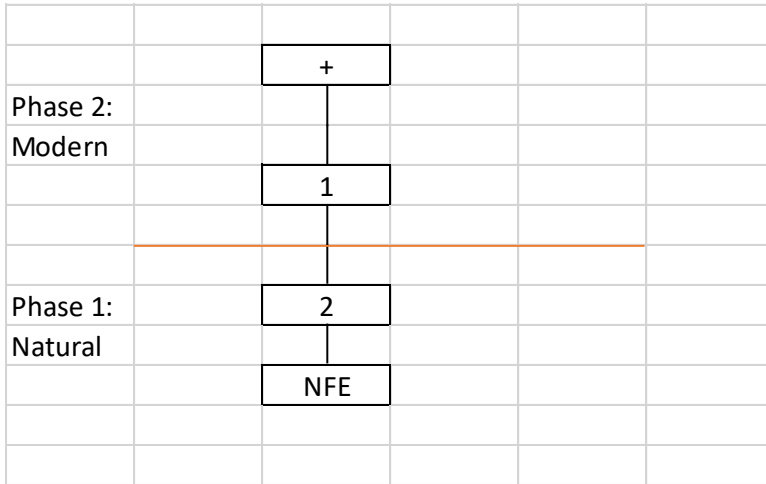 +
Phase 2:
Modern
1
Phase 1:
2
Natural
NFE